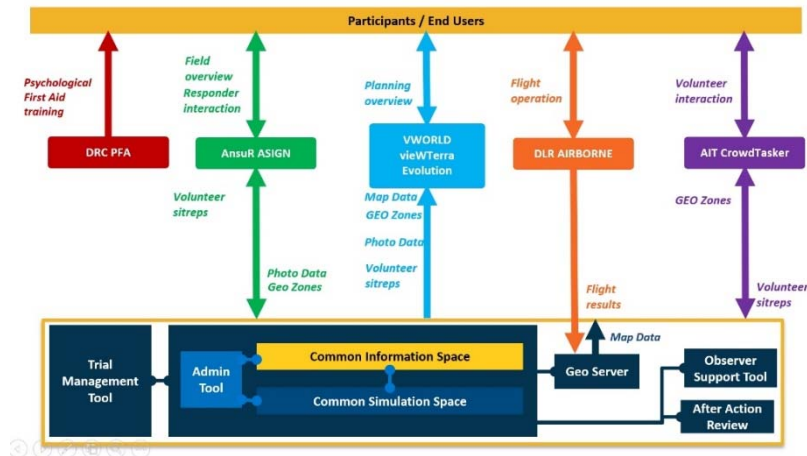 Participants / End Users
Psychological
First Aid
training
Field
overview
Responder
interaction
Planning
overview
Flight
operation
Volunteer
interaction
DRC PFA
AnsuR ASIGN
VWORLD
vieWTerra
Evolution
DLR AIRBORNE
AIT CrowdTasker
Volunteer
sitreps
Map Data
GEO Zones
Photo Data
Volunteer
sitreps
GEO Zones
Photo Data
Geo Zones
Flight
results
Volunteer
sitreps
Map Data
Trial
Management
Tool
Admin
Tool
Common Information Space
Common Simulation Space
Geo Server
Observer
Support Tool
After Action
Review